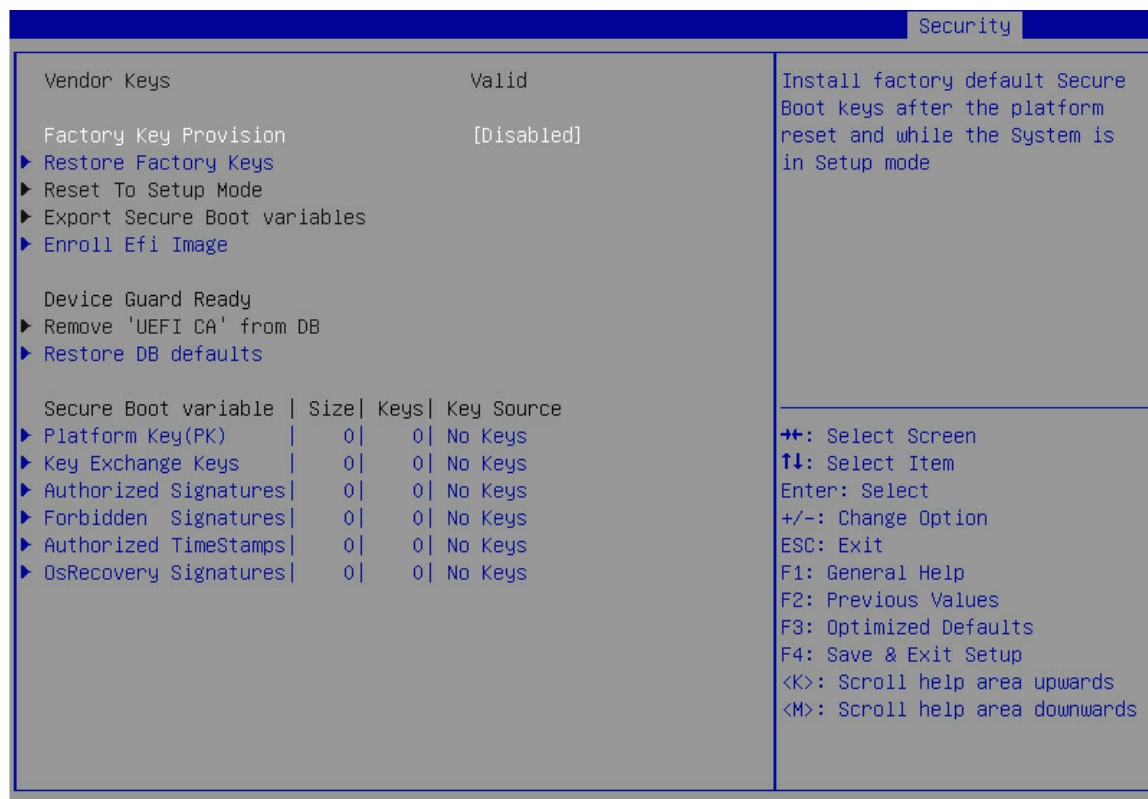 Security
Vendor Keys Valid
Factory Key Provision [Disabled]
Restore Factory Keys
Reset To Setup Mode
Export Secure Boot variables
Enroll Efi Image
Device Guard Ready
Remove 'UEFI CA' from DB
Restore DB defaults
Secure Boot variable | Size| Keys| Key Source
Platform Key(PK) | 0| 0| No Keys
Key Exchange Keys | 0| 0| No Keys
Authorized Signatures| 0| 0| No Keys
Forbidden Signatures| 0| 0| No Keys
Authorized TimeStamps| 0| 0| No Keys
OsRecovery Signatures| 0| 0| No Keys
Install factory default Secure
Boot keys after the platform
reset and while the System is
in Setup mode
→←: Select Screen
↑↓: Select Item
Enter: Select
+/-: Change Option
ESC: Exit
F1: General Help
F2: Previous Values
F3: Optimized Defaults
F4: Save & Exit Setup
<K>: Scroll help area upwards
<M>: Scroll help area downwards